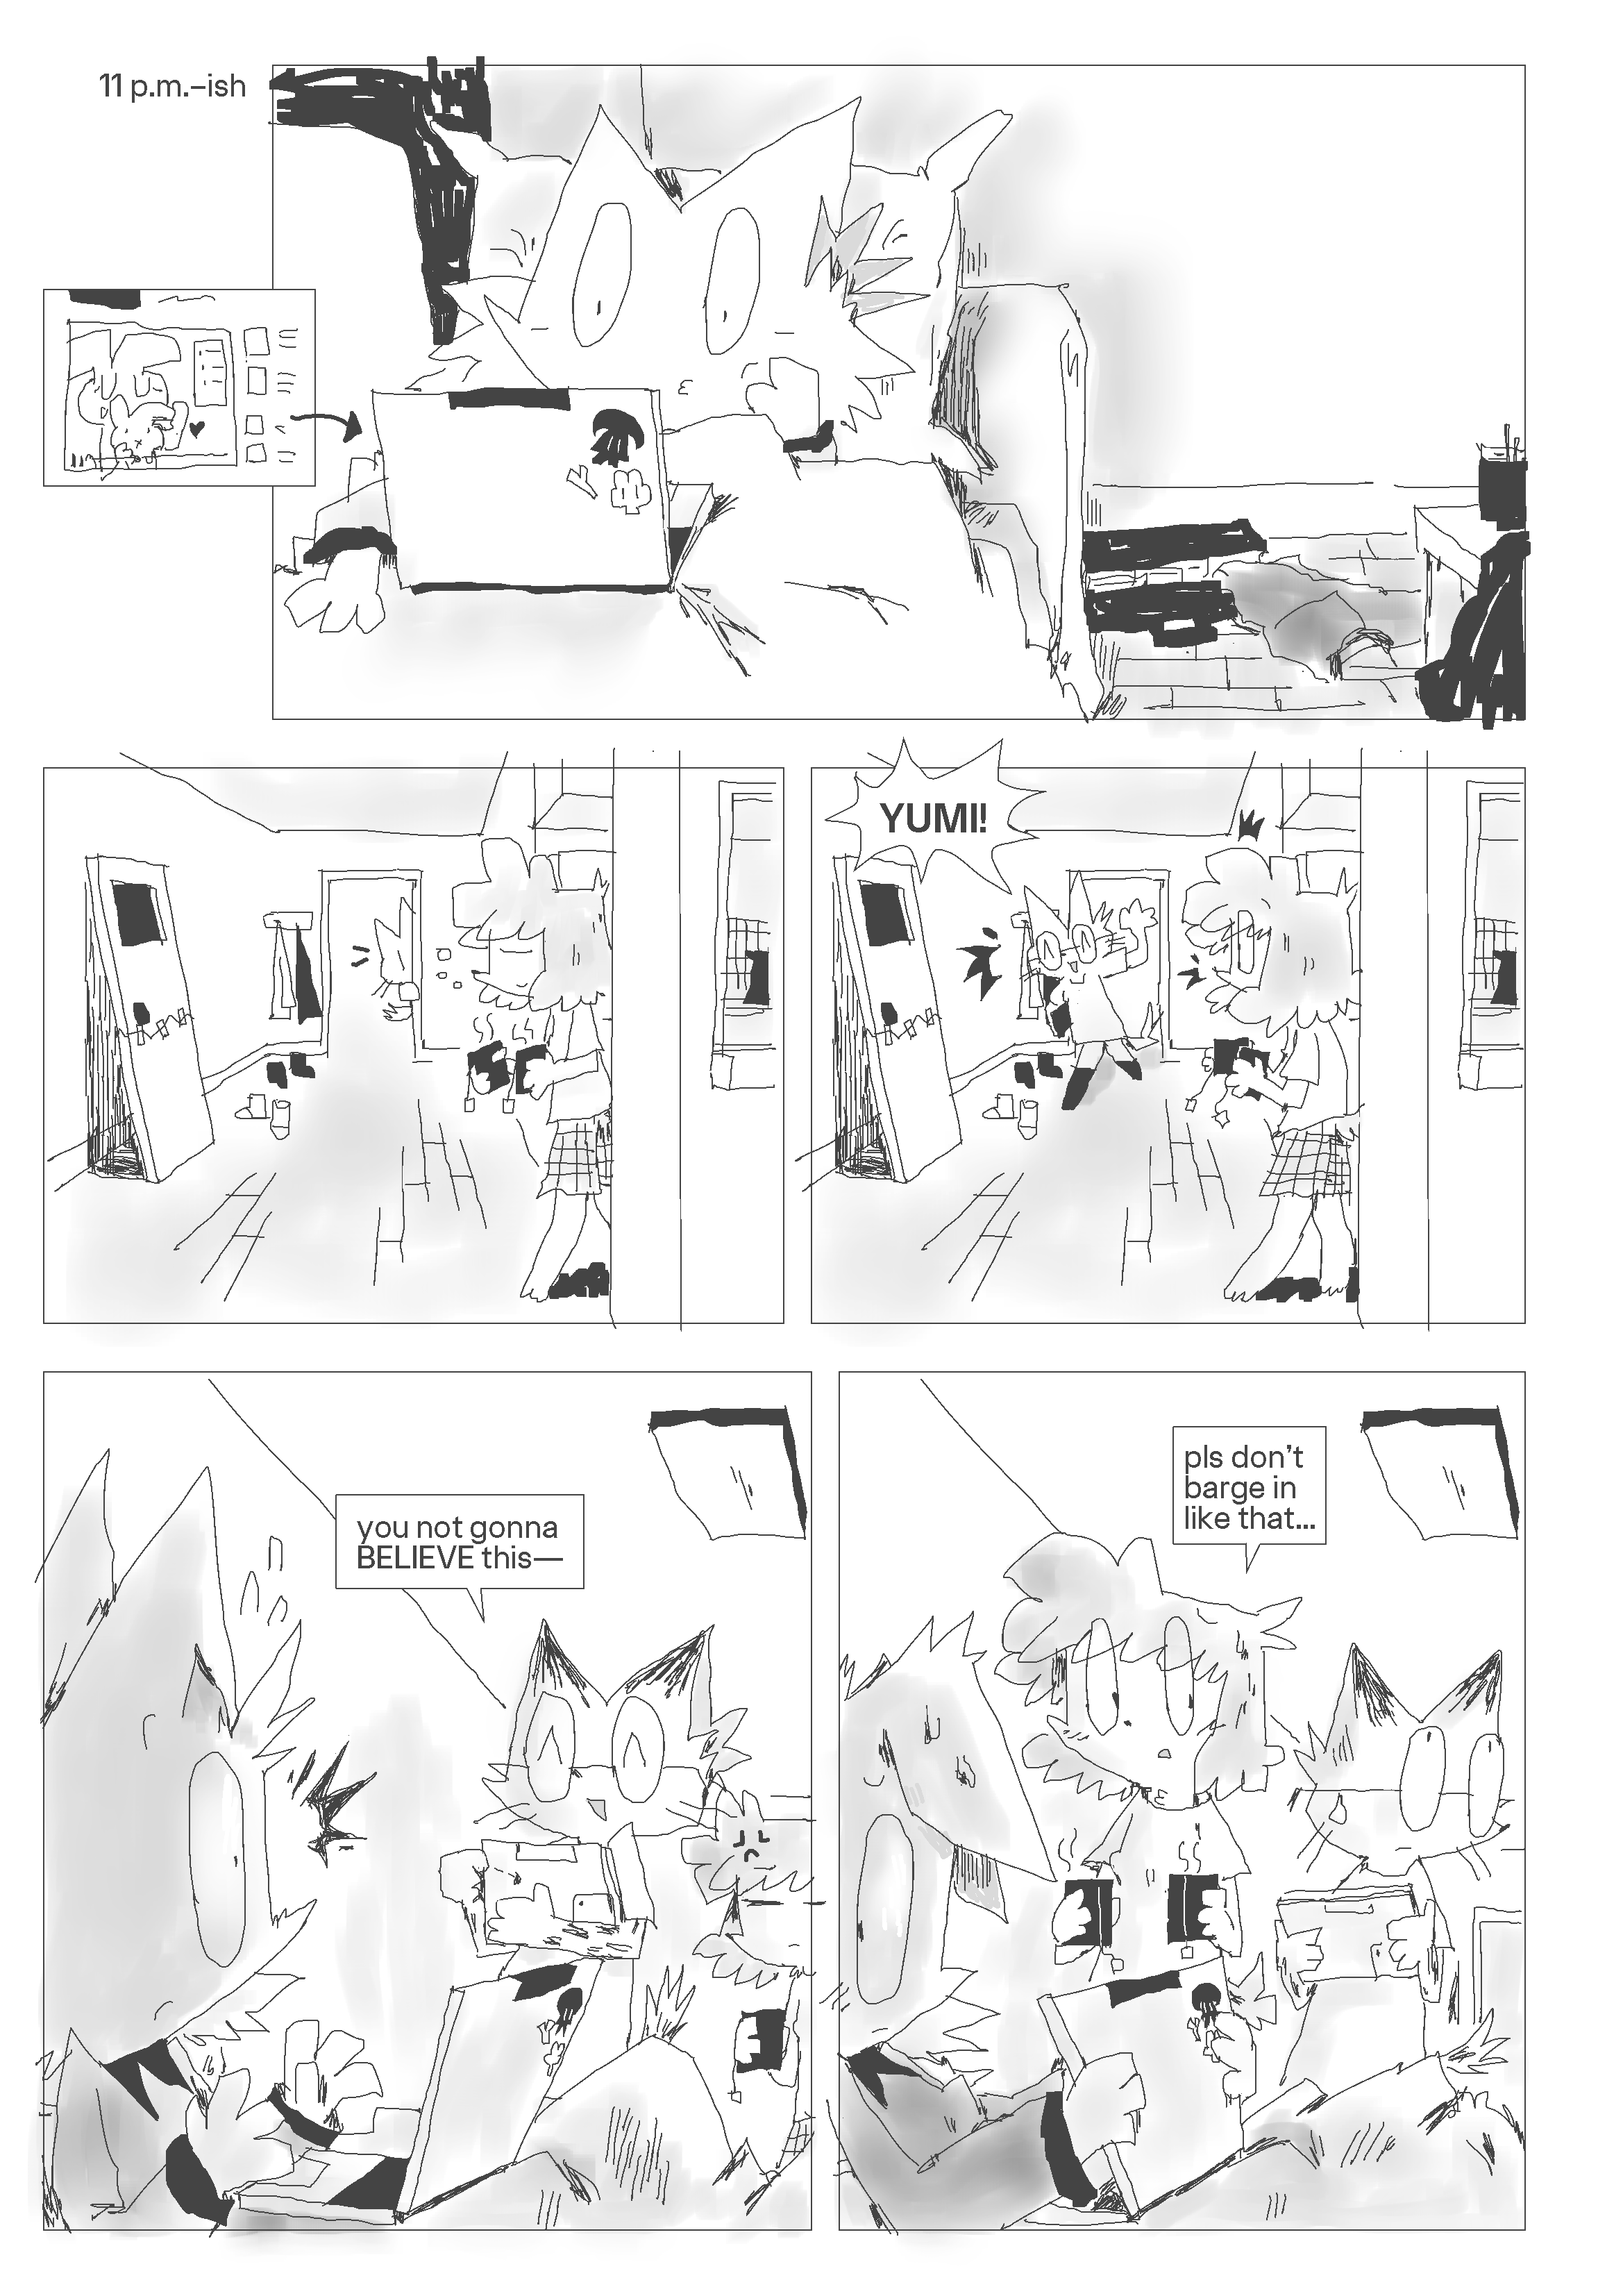 11 p.m.–ish
YUMI!
you not gonna
BELIEVE this—
pls don't
barge in
like that...